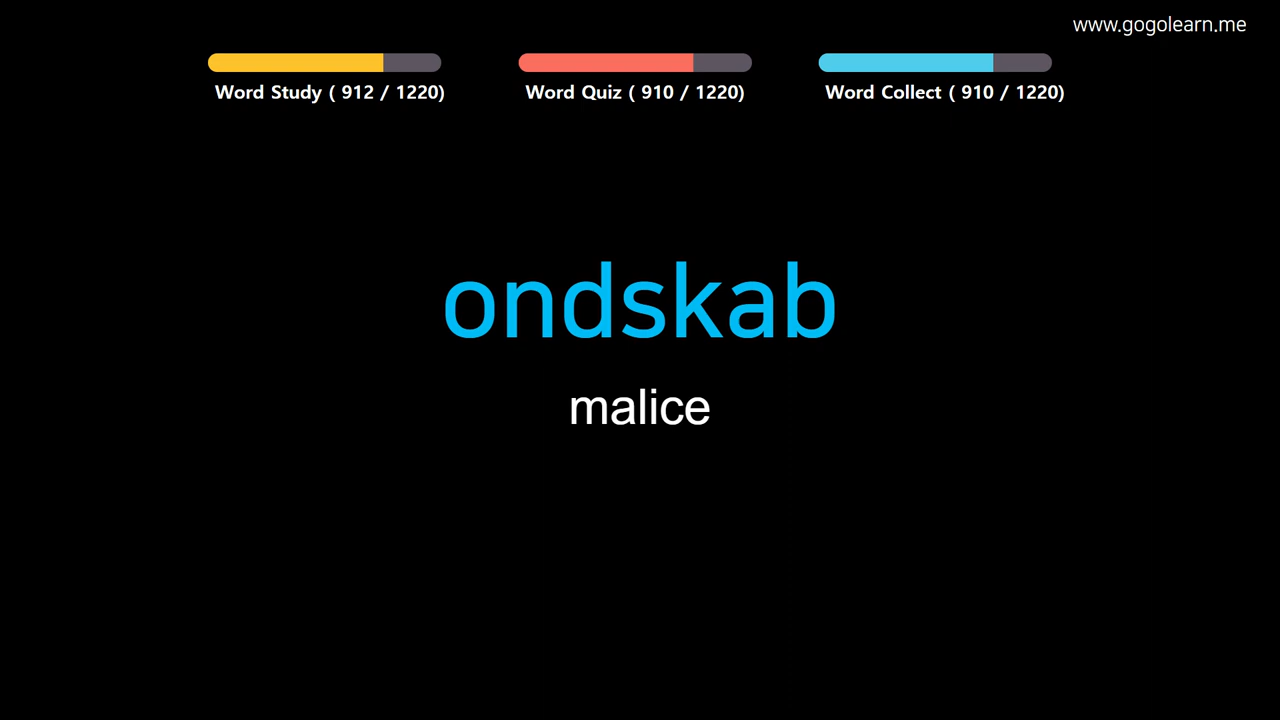 www.gogolearn.me
Word Study ( 912 / 1220)
Word Quiz ( 910 / 1220)
Word Collect ( 910 / 1220)
ondskab
malice